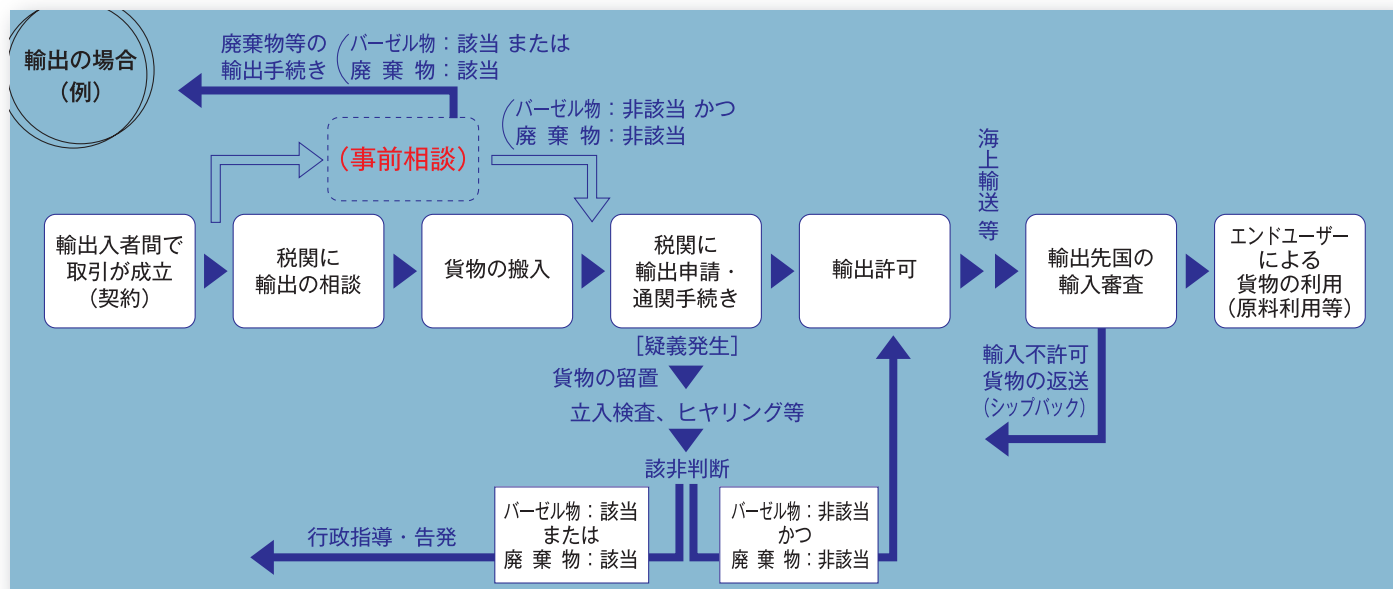 輸出の場合
（例）
廃棄物等の
輸出手続き
バーゼル物：該当 または
廃 棄 物：該当
バーゼル物：非該当 かつ
廃 棄 物：非該当
（事前相談）
輸出入者間で
取引が成立
（契約）
税関に
輸出の相談
貨物の搬入
税関に
輸出申請・
通関手続き
輸出許可
海上輸送 等
輸出先国の
輸入審査
エンドユーザー
による
貨物の利用
（原料利用等）
［疑義発生］
貨物の留置
立入検査、ヒヤリング等
該非判断
輸入不許可
貨物の返送
（シップバック）
バーゼル物：該当
または
廃 棄 物：該当
バーゼル物：非該当
かつ
廃 棄 物：非該当
行政指導・告発